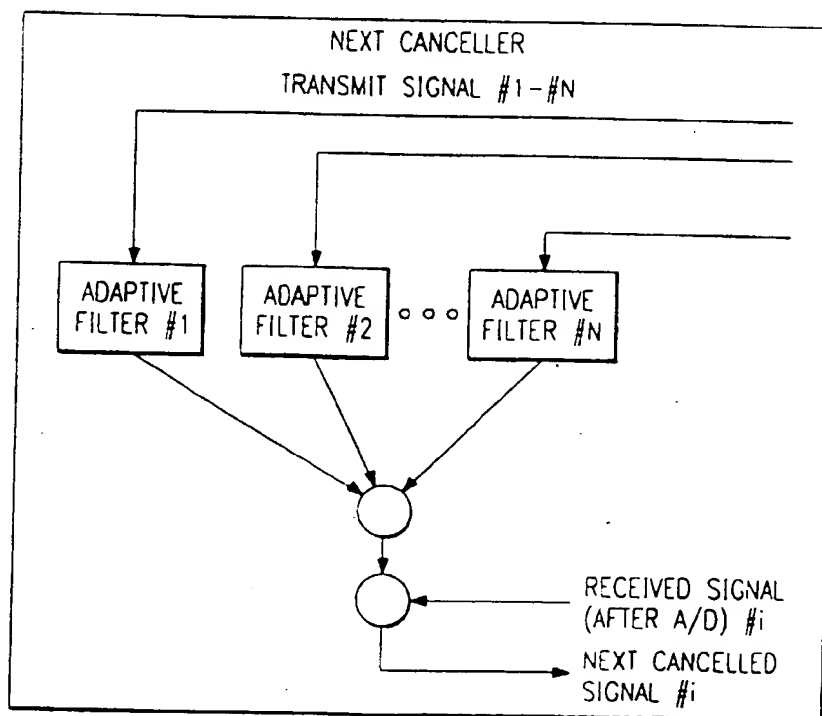 NEXT CANCELLER
TRANSMIT SIGNAL #1-#N
ADAPTIVE
FILTER #1
ADAPTIVE
FILTER #2
ADAPTIVE
FILTER #N
RECEIVED SIGNAL
(AFTER A/D) #i
NEXT CANCELLED
SIGNAL #i